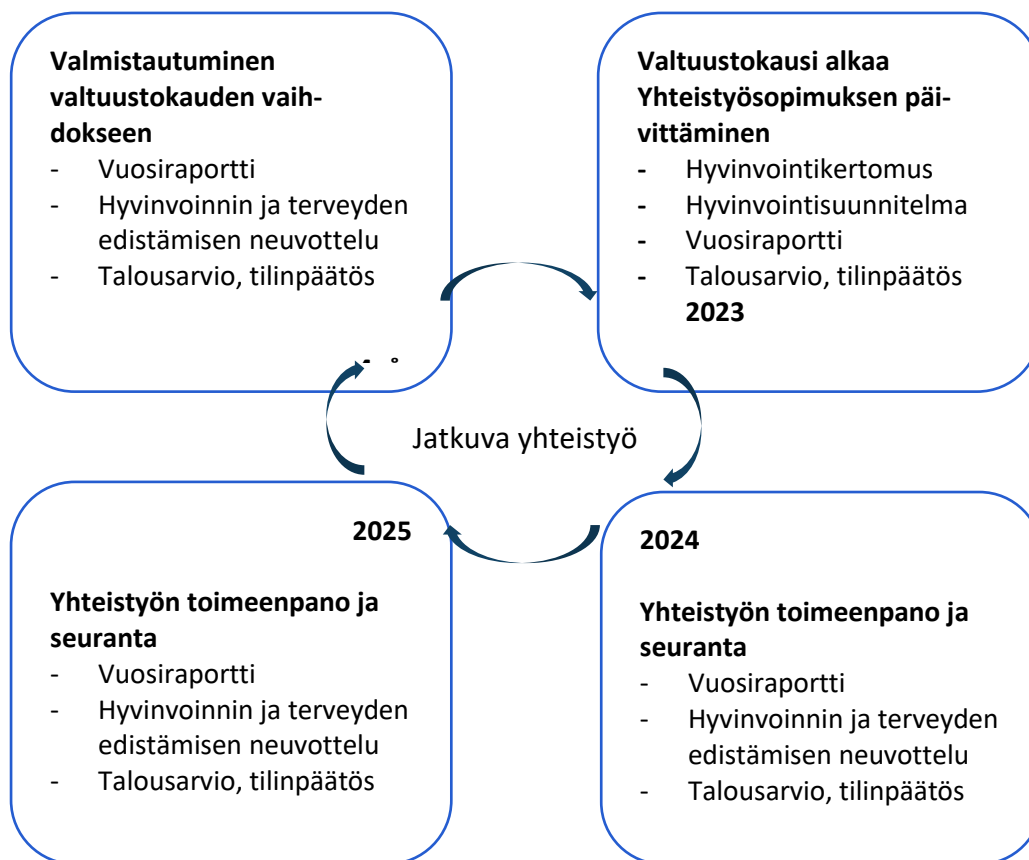 Valmistautuminen
valtuustokauden vaih-
dokseen
- Vuosiraportti
- Hyvinvoinnin ja terveyden
edistämisen neuvottelu
- Talousarvio, tilinpäätös
Valtuustokausi alkaa
Yhteistyösopimuksen päi-
vittäminen
- Hyvinvointikertomus
- Hyvinvointisuunnitelma
- Vuosiraportti
- Talousarvio, tilinpäätös
2023
Jatkuva yhteistyö
2025
Yhteistyön toimeenpano ja
seuranta
- Vuosiraportti
- Hyvinvoinnin ja terveyden
edistämisen neuvottelu
- Talousarvio, tilinpäätös
2024
Yhteistyön toimeenpano ja
seuranta
- Vuosiraportti
- Hyvinvoinnin ja terveyden
edistämisen neuvottelu
- Talousarvio, tilinpäätös